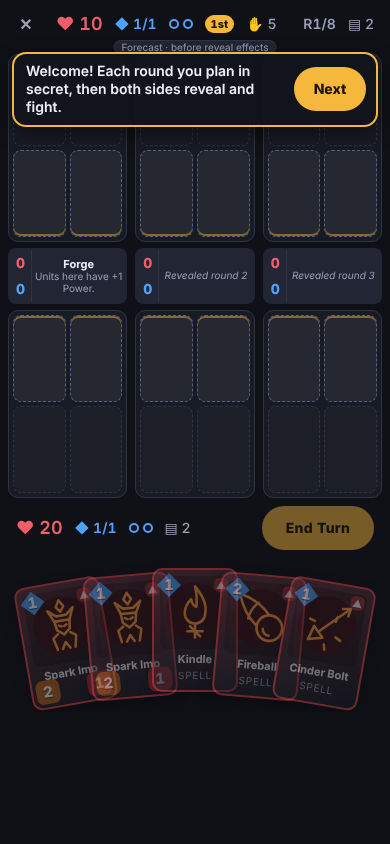 ✕ 10 1/1 1st 5 R1/8 2
Forecast · before reveal effects
Welcome! Each round you plan in
secret, then both sides reveal and
fight.
Next
0 Forge
Units here have +1
Power.
0
0 Revealed round 2
0
0 Revealed round 3
0
20 1/1 2
End Turn
1 Spark Imp 2 1
1 Spark Imp 2 1
1 Kindle SPELL
2 Fireball SPELL
1 Cinder Bolt SPELL